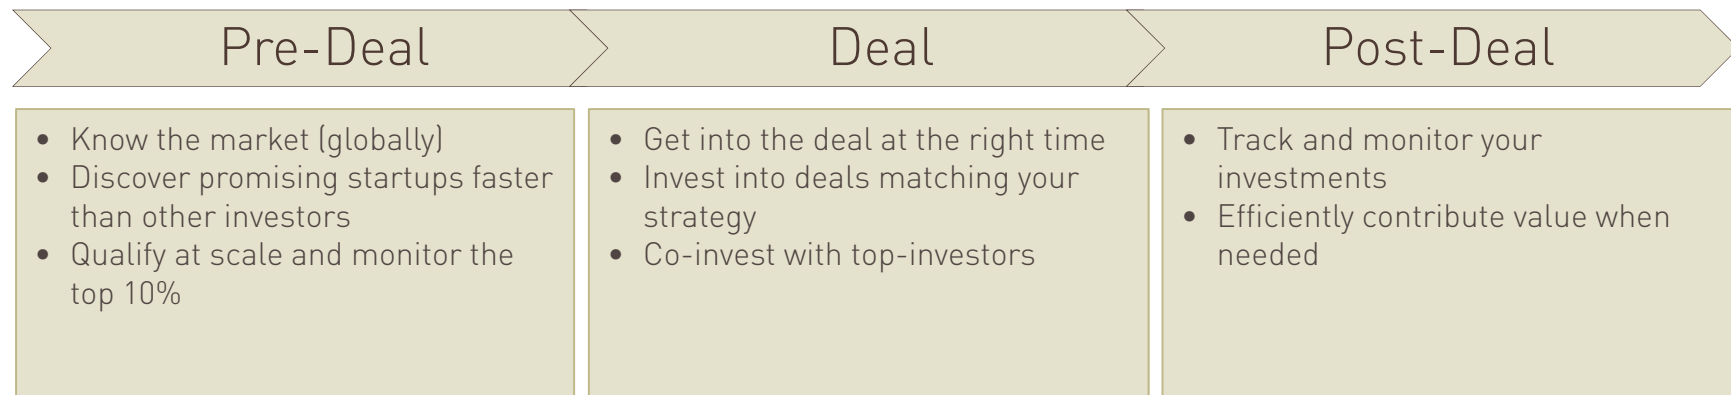 Pre-Deal
Deal
Post-Deal
• Know the market (globally)
• Discover promising startups faster
than other investors
• Qualify at scale and monitor the
top 10%
• Get into the deal at the right time
• Invest into deals matching your
strategy
• Co-invest with top-investors
• Track and monitor your
investments
• Efficiently contribute value when
needed